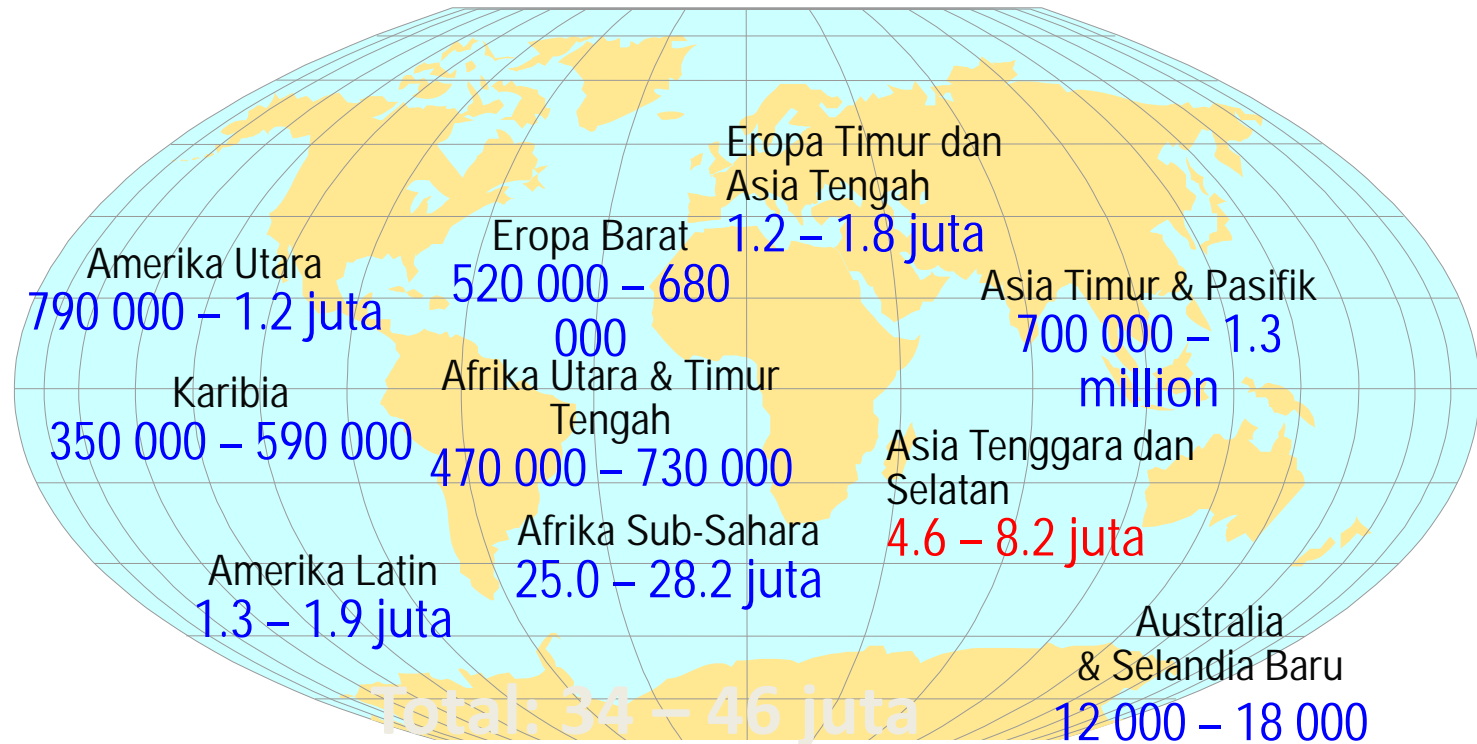 Eropa Timur dan
Asia Tengah
1.2 – 1.8 juta
Eropa Barat
520 000 – 680
000
Amerika Utara
790 000 – 1.2 juta
Asia Timur & Pasifik
700 000 – 1.3
million
Karibia
350 000 – 590 000
Afrika Utara & Timur
Tengah
470 000 – 730 000
Asia Tenggara dan
Selatan
4.6 – 8.2 juta
Afrika Sub-Sahara
25.0 – 28.2 juta
Amerika Latin
1.3 – 1.9 juta
Australia
& Selandia Baru
12 000 – 18 000
Total: 34 – 46 juta